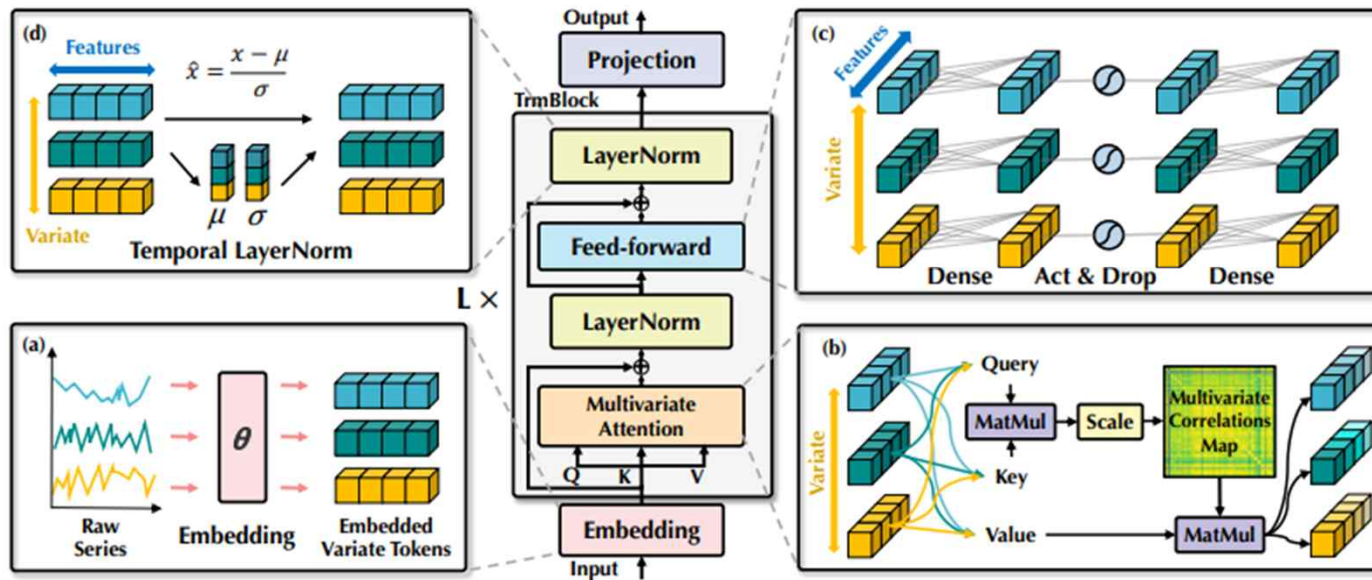 (d)
Features
x̂ = (x − μ) / σ
μ σ
Variate
Temporal LayerNorm
(a)
θ
Raw
Series
Embedding
Embedded
Variate Tokens
Output
Projection
TrmBlock
LayerNorm
Feed-forward
L ×
LayerNorm
Multivariate
Attention
Q K V
Embedding
Input
(c)
Features
Variate
Dense Act & Drop Dense
(b)
Variate
Query
MatMul
Scale
Multivariate
Correlations
Map
Key
Value
MatMul